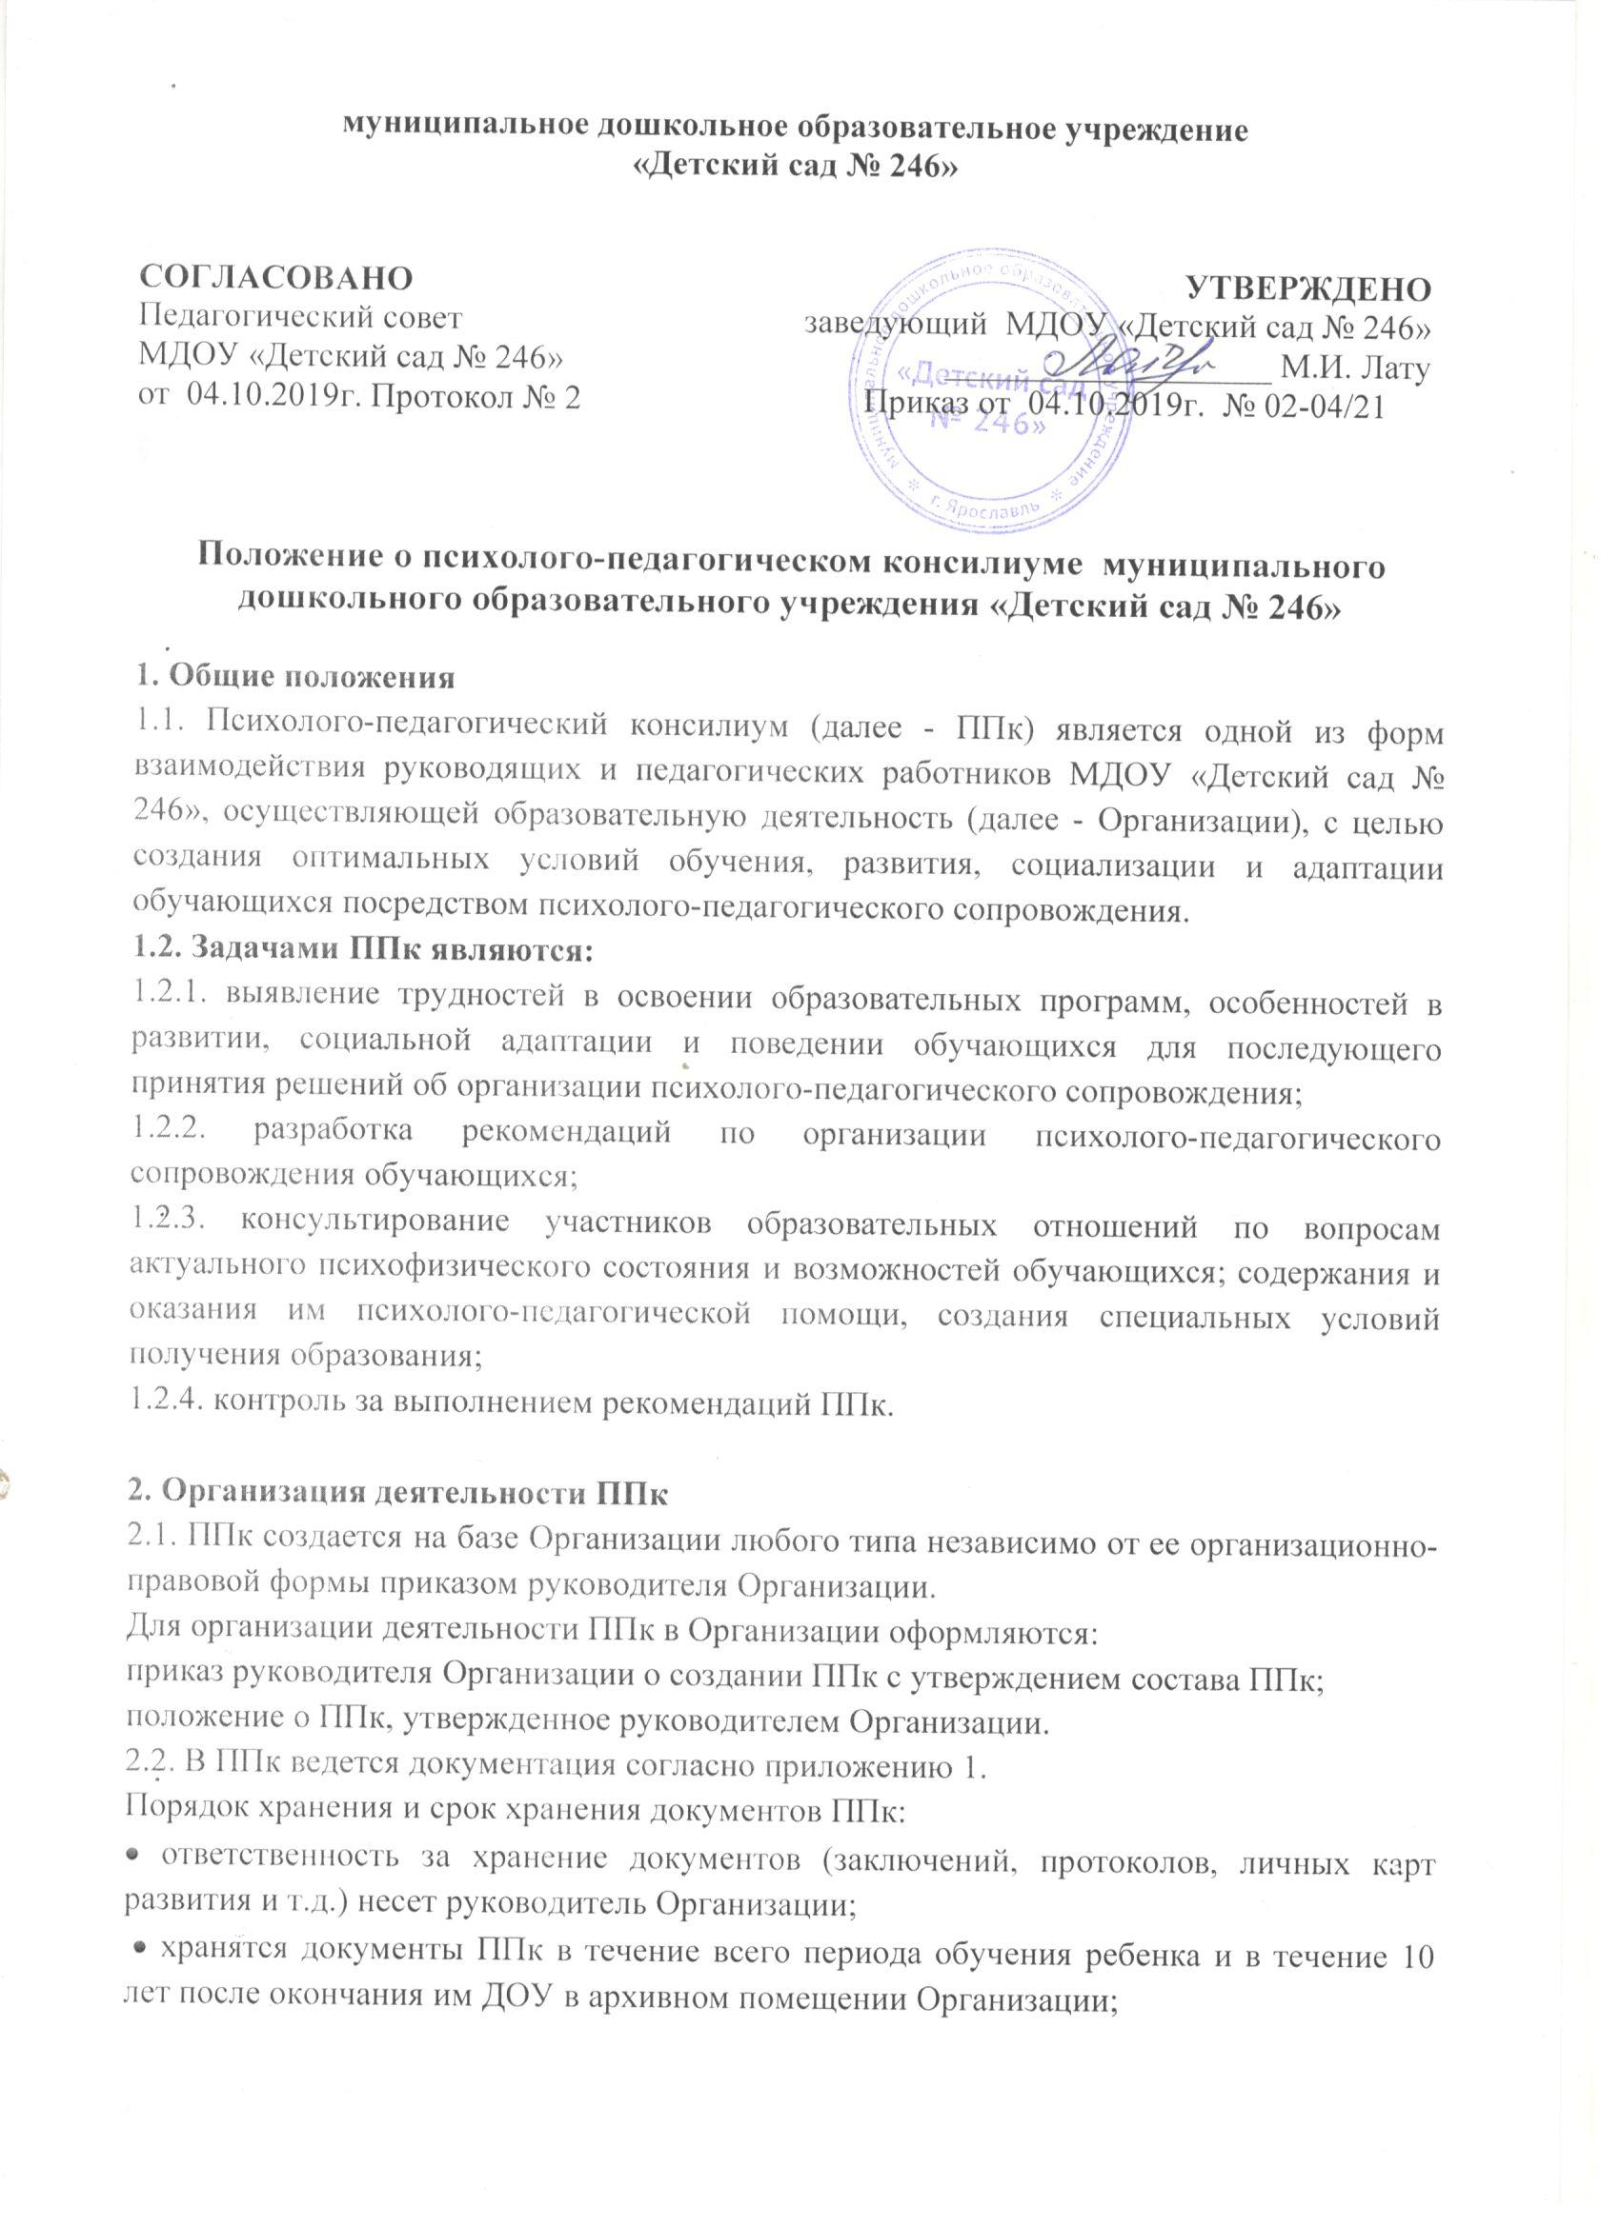 муниципальное дошкольное образовательное учреждение
«Детский сад № 246»
СОГЛАСОВАНО
Педагогический совет
МДОУ «Детский сад № 246»
от 04.10.2019г. Протокол № 2
УТВЕРЖДЕНО
заведующий МДОУ «Детский сад № 246»
____________________ М.И. Лату
Приказ от 04.10.2019г. № 02-04/21
муниципальное дошкольное образовательное учреждение
«Детский сад
№ 246»
г. Ярославль
Положение о психолого-педагогическом консилиуме муниципального
дошкольного образовательного учреждения «Детский сад № 246»
1. Общие положения
1.1. Психолого-педагогический консилиум (далее - ППк) является одной из форм
взаимодействия руководящих и педагогических работников МДОУ «Детский сад №
246», осуществляющей образовательную деятельность (далее - Организации), с целью
создания оптимальных условий обучения, развития, социализации и адаптации
обучающихся посредством психолого-педагогического сопровождения.
1.2. Задачами ППк являются:
1.2.1. выявление трудностей в освоении образовательных программ, особенностей в
развитии, социальной адаптации и поведении обучающихся для последующего
принятия решений об организации психолого-педагогического сопровождения;
1.2.2. разработка рекомендаций по организации психолого-педагогического
сопровождения обучающихся;
1.2.3. консультирование участников образовательных отношений по вопросам
актуального психофизического состояния и возможностей обучающихся; содержания и
оказания им психолого-педагогической помощи, создания специальных условий
получения образования;
1.2.4. контроль за выполнением рекомендаций ППк.
2. Организация деятельности ППк
2.1. ППк создается на базе Организации любого типа независимо от ее организационно-
правовой формы приказом руководителя Организации.
Для организации деятельности ППк в Организации оформляются:
приказ руководителя Организации о создании ППк с утверждением состава ППк;
положение о ППк, утвержденное руководителем Организации.
2.2. В ППк ведется документация согласно приложению 1.
Порядок хранения и срок хранения документов ППк:
• ответственность за хранение документов (заключений, протоколов, личных карт
развития и т.д.) несет руководитель Организации;
• хранятся документы ППк в течение всего периода обучения ребенка и в течение 10
лет после окончания им ДОУ в архивном помещении Организации;